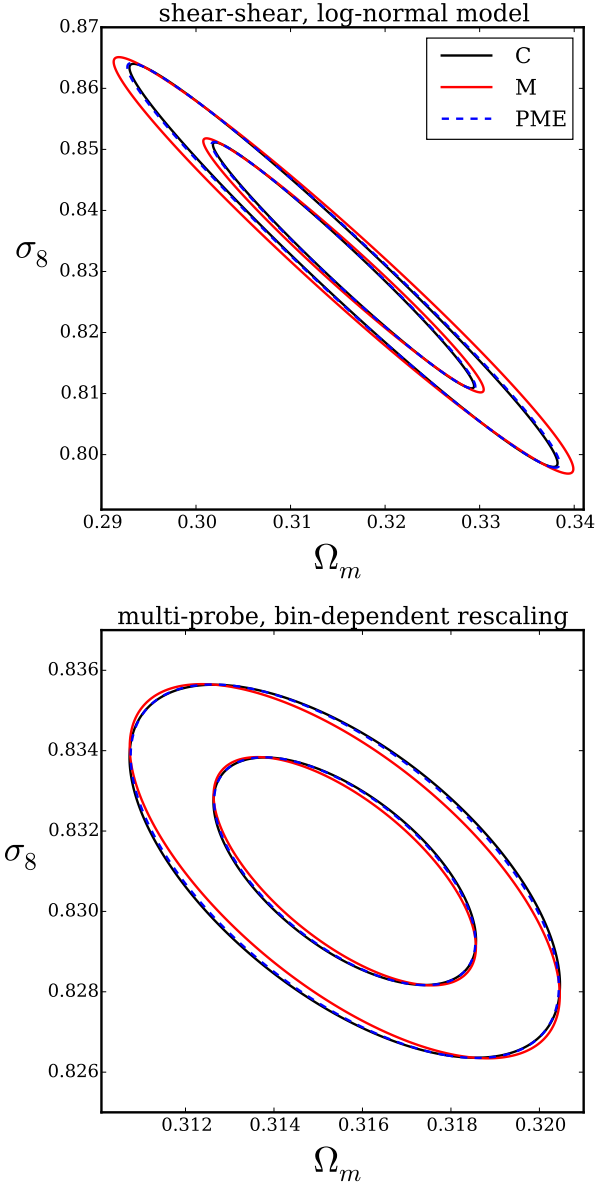 shear-shear, log-normal model
0.87
0.86
0.85
0.84
0.83
0.82
0.81
0.80
σ₈
C
M
PME
0.29 0.30 0.31 0.32 0.33 0.34
Ωₘ
multi-probe, bin-dependent rescaling
0.836
0.834
0.832
0.830
0.828
0.826
σ₈
0.312 0.314 0.316 0.318 0.320
Ωₘ